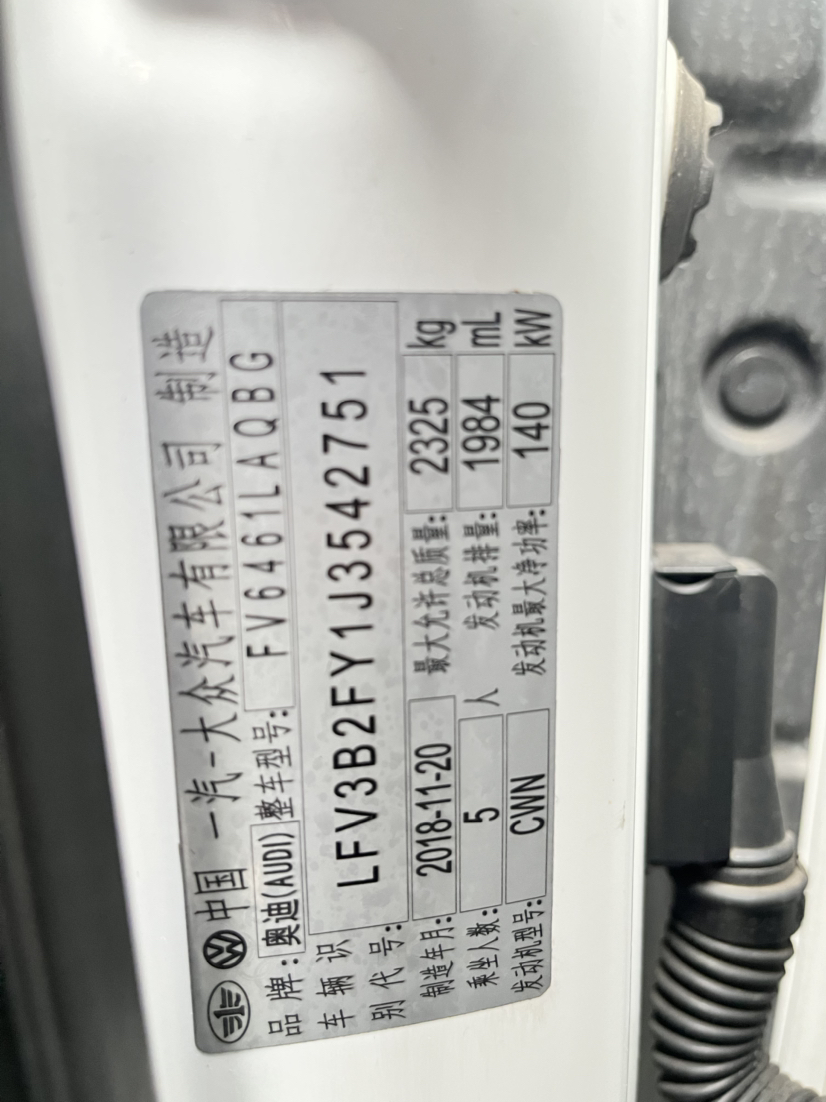 中国 一汽-大众汽车有限公司 制造
品牌: 奥迪(AUDI) 整车型号: FV6461LAQBG
车辆识别代号: LFV3B2FY1J3542751
制造年月: 2018-11-20 最大允许总质量: 2325 kg
乘坐人数: 5 人 发动机排量: 1984 mL
发动机型号: CWN 发动机最大净功率: 140 kW